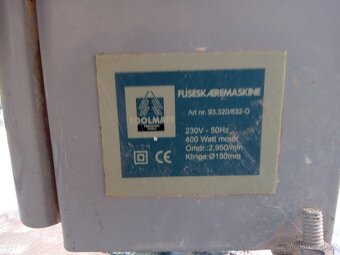 FLISESKÆREMASKINE
Art nr. 93.320/632-D
TOOLMATE
230V - 50Hz
400 Watt motor
Omdr.:2.950/min
Klinge:Ø150mm
CE